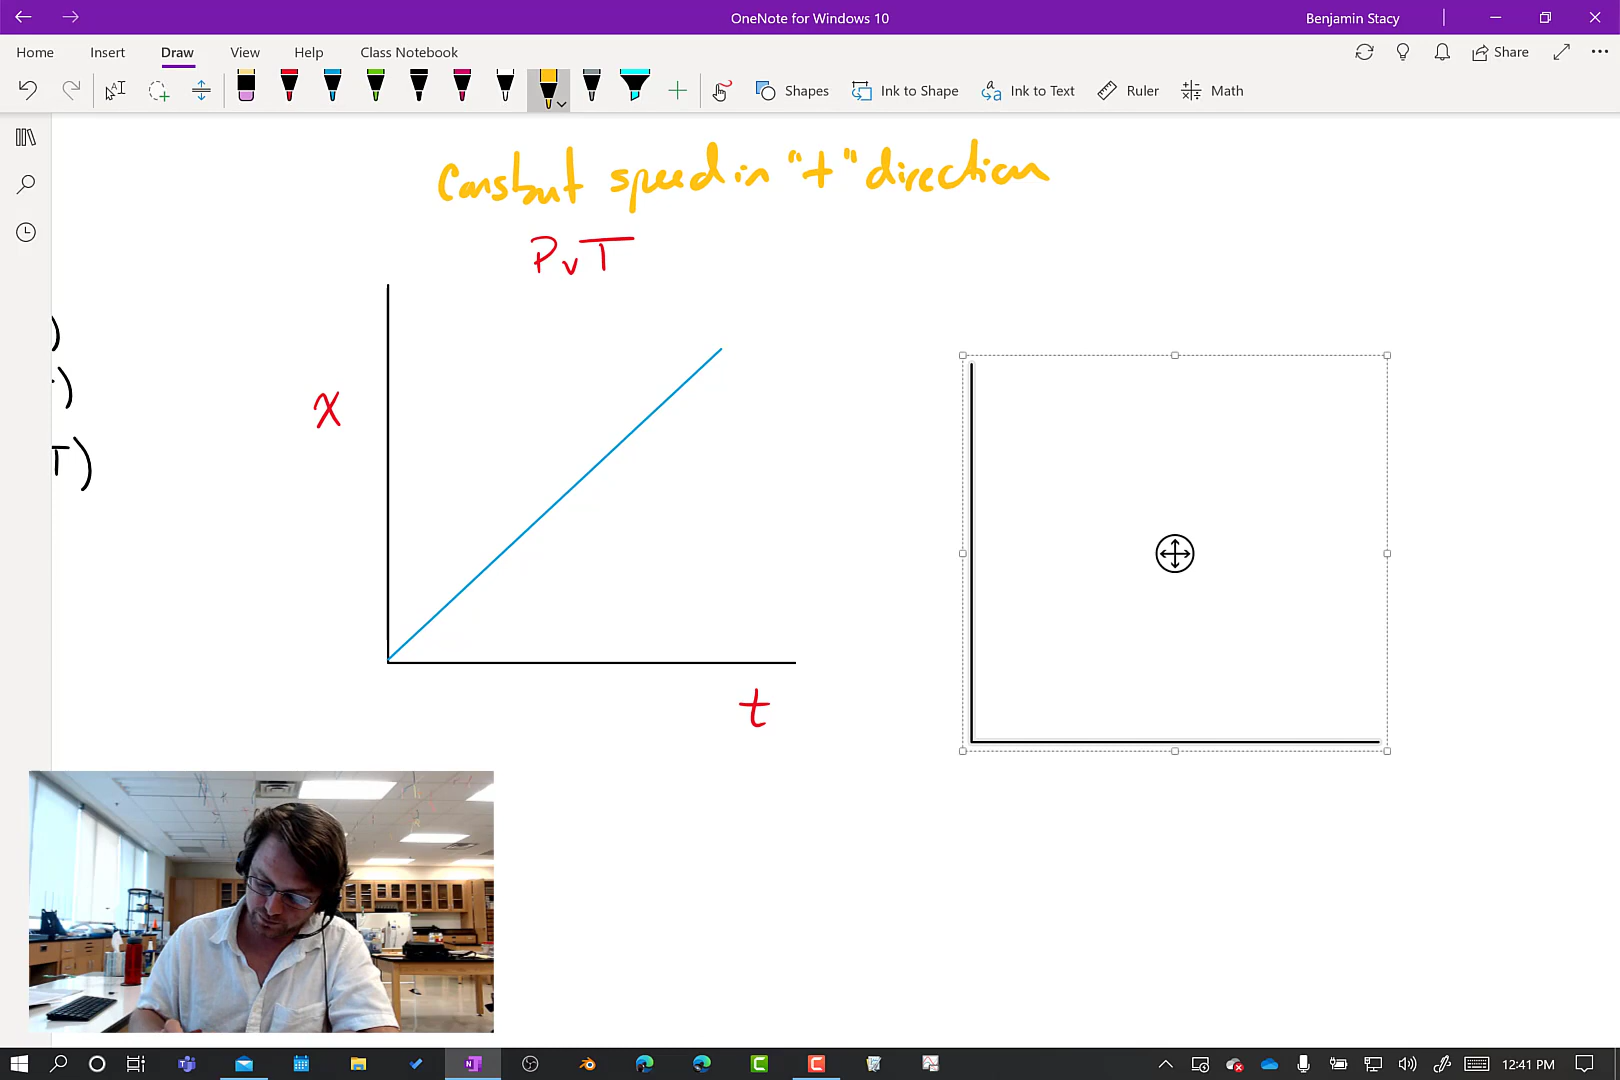 OneNote for Windows 10
Benjamin Stacy
Home Insert Draw View Help Class Notebook
Share
Shapes Ink to Shape Ink to Text Ruler Math
Constant speed in "+" direction
PvT
)
)
T)
x
t
12:41 PM